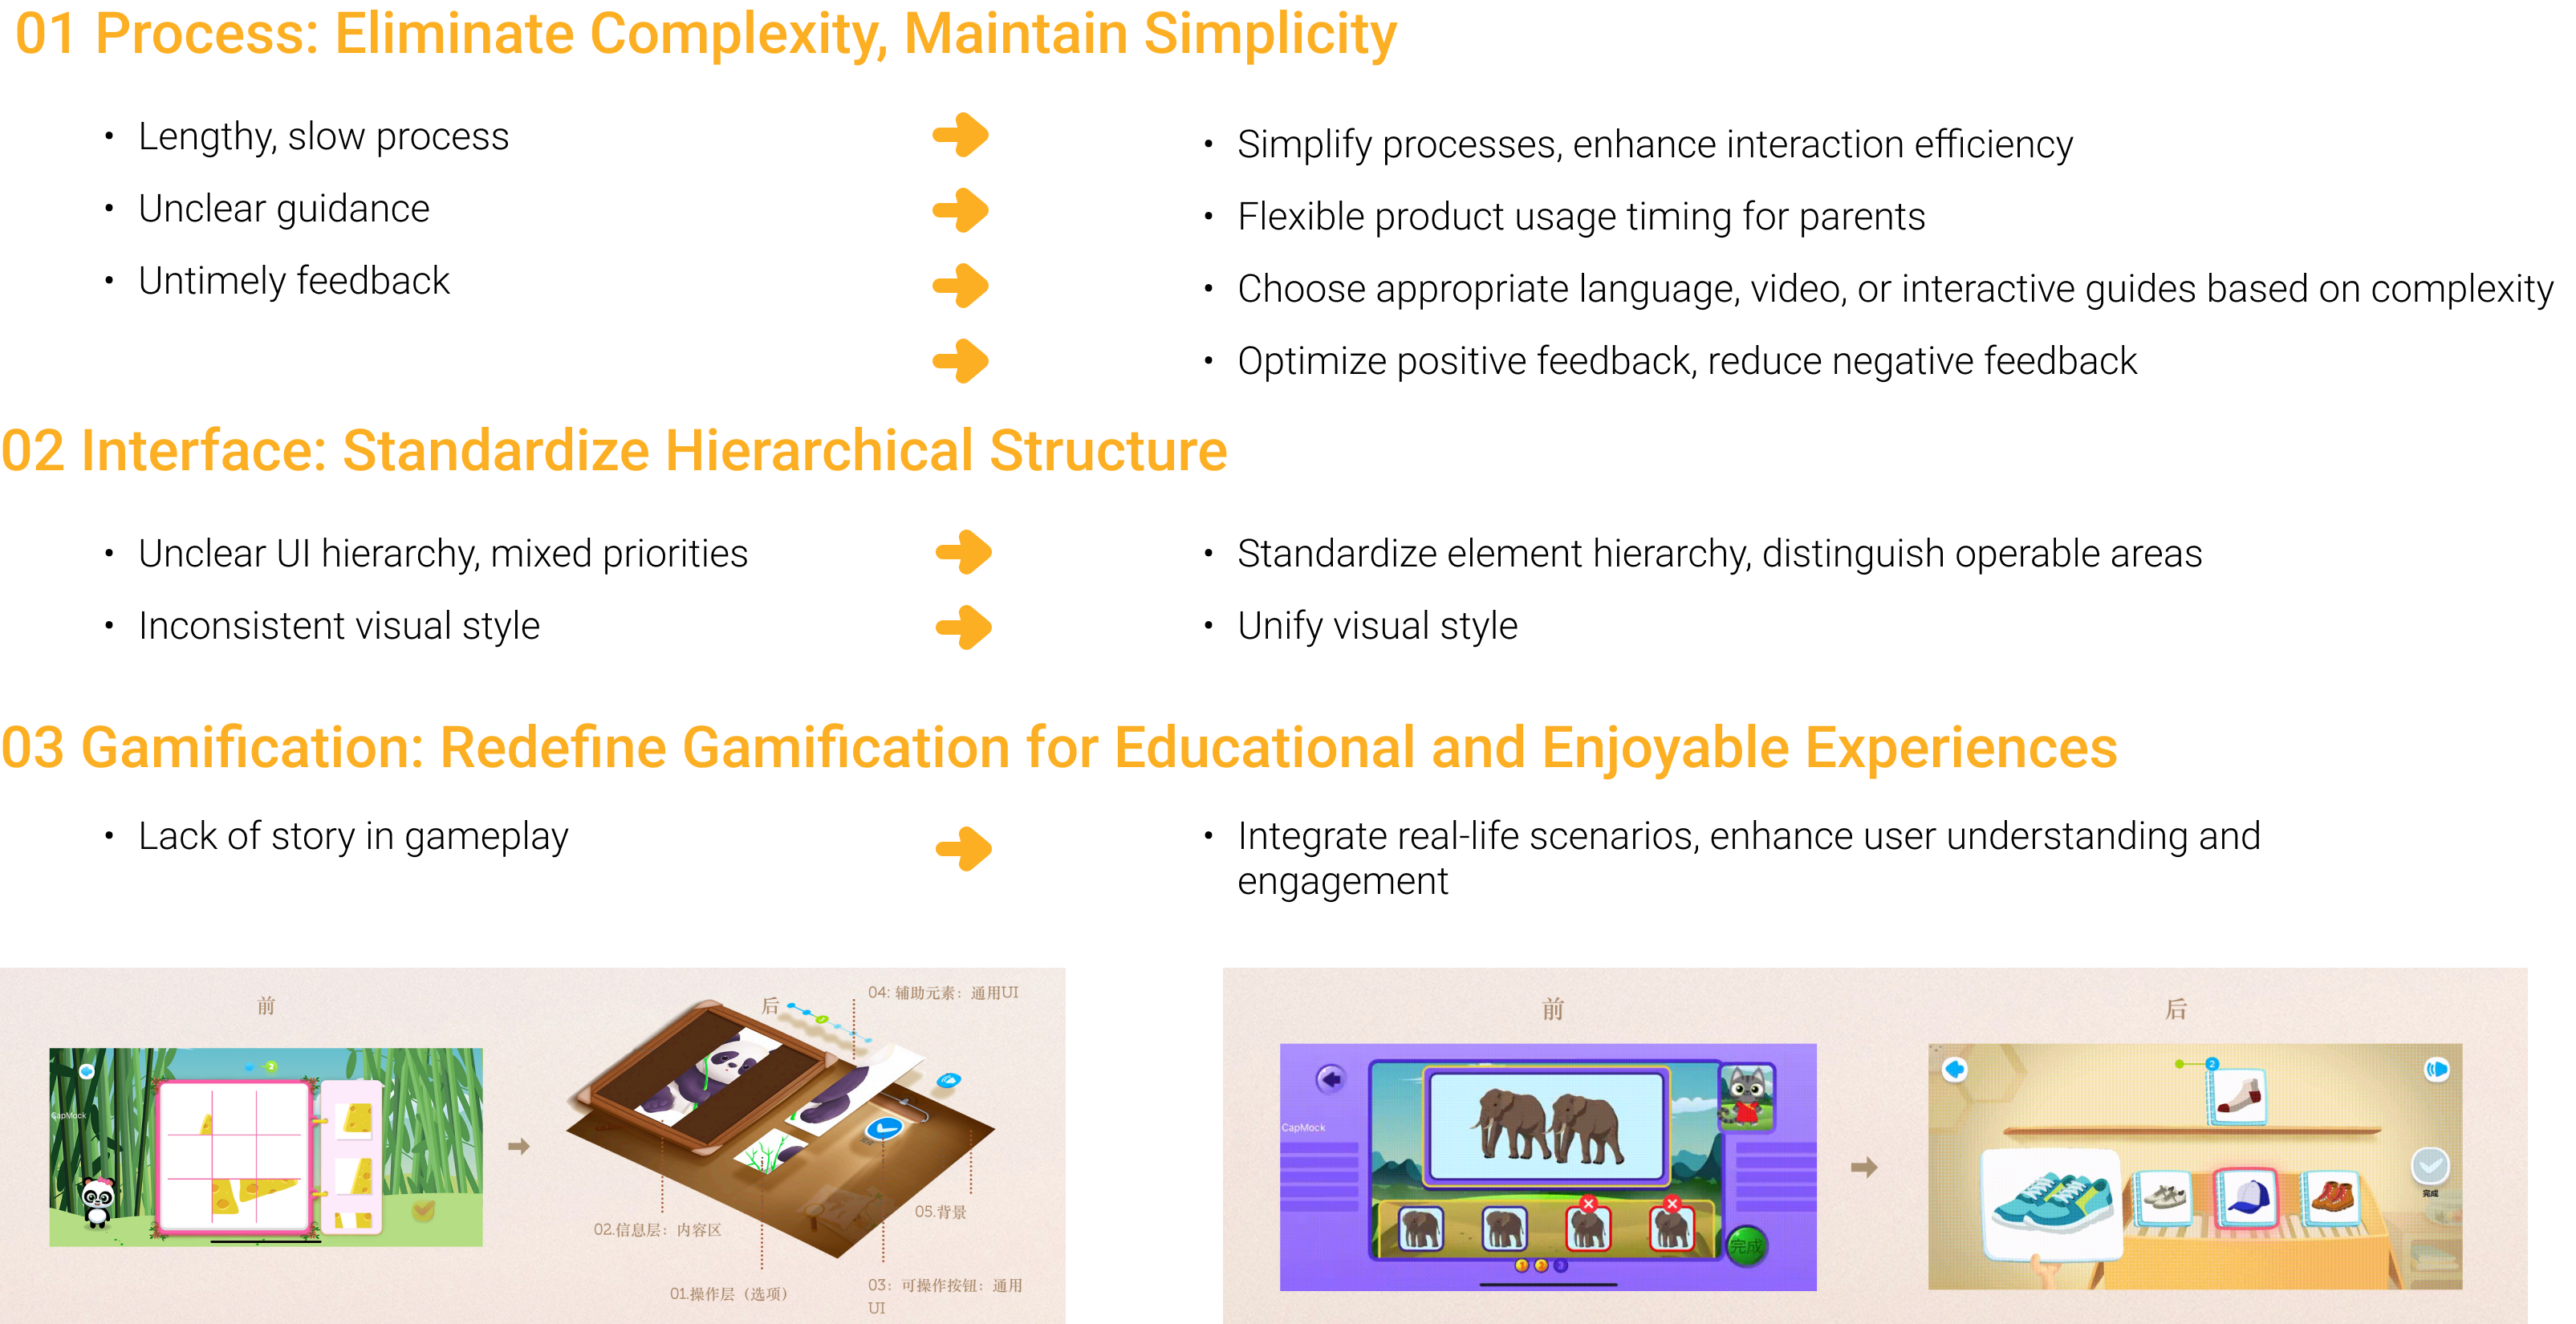 01 Process: Eliminate Complexity, Maintain Simplicity
• Lengthy, slow process
• Unclear guidance
• Untimely feedback
• Simplify processes, enhance interaction efficiency
• Flexible product usage timing for parents
• Choose appropriate language, video, or interactive guides based on complexity
• Optimize positive feedback, reduce negative feedback
02 Interface: Standardize Hierarchical Structure
• Unclear UI hierarchy, mixed priorities
• Inconsistent visual style
• Standardize element hierarchy, distinguish operable areas
• Unify visual style
03 Gamification: Redefine Gamification for Educational and Enjoyable Experiences
• Lack of story in gameplay
• Integrate real-life scenarios, enhance user understanding and
engagement
前
2
CapMock
后
04: 辅助元素：通用UI
05.背景
02.信息层：内容区
01.操作层（选项）
03：可操作按钮：通用
UI
前
CapMock
完成
1 2 3
后
2
完成